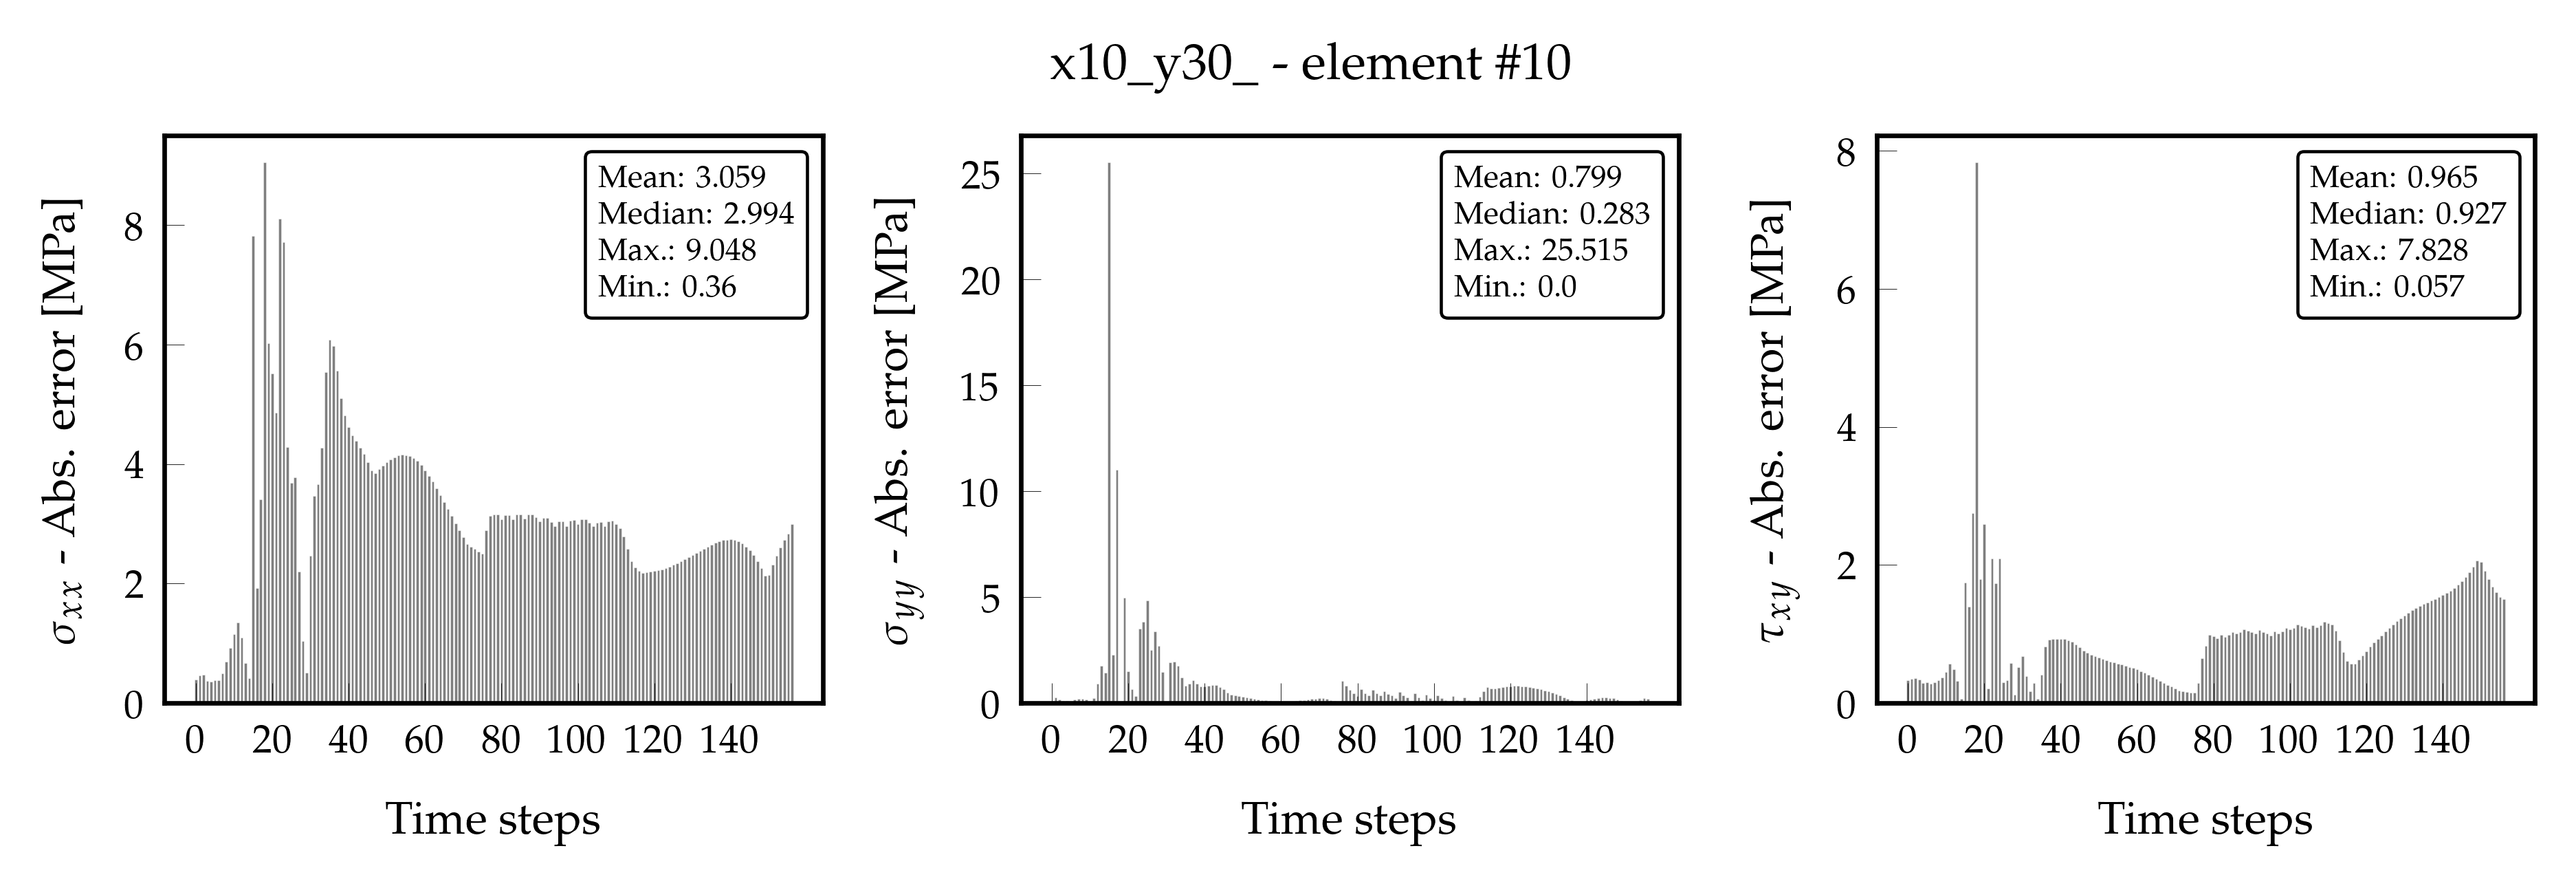 x10_y30_ - element #10
σxx - Abs. error [MPa]
8
6
4
2
0
Mean: 3.059
Median: 2.994
Max.: 9.048
Min.: 0.36
0 20 40 60 80 100 120 140
Time steps
σyy - Abs. error [MPa]
25
20
15
10
5
0
Mean: 0.799
Median: 0.283
Max.: 25.515
Min.: 0.0
0 20 40 60 80 100 120 140
Time steps
τxy - Abs. error [MPa]
8
6
4
2
0
Mean: 0.965
Median: 0.927
Max.: 7.828
Min.: 0.057
0 20 40 60 80 100 120 140
Time steps